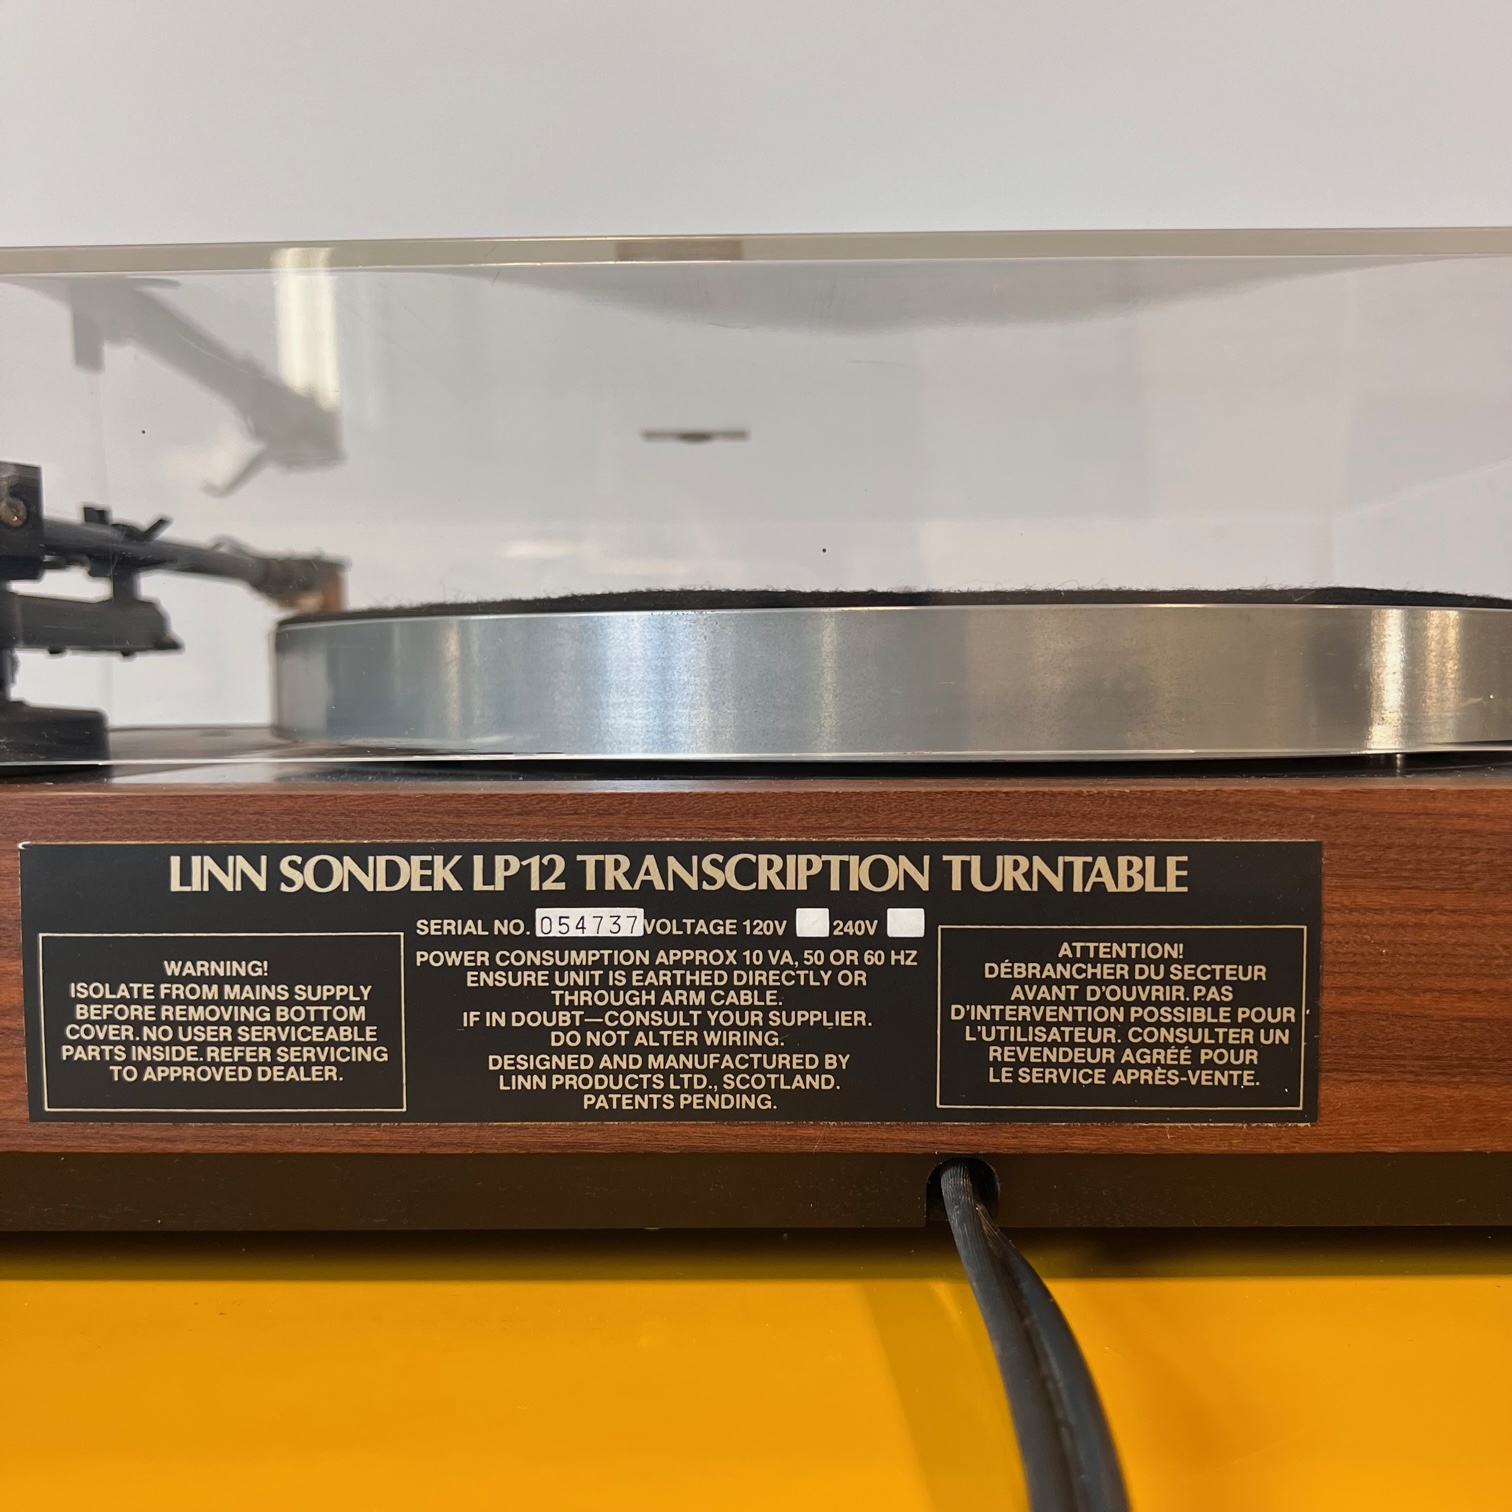 LINN SONDEK LP12 TRANSCRIPTION TURNTABLE
SERIAL NO. 054737 VOLTAGE 120V 240V
WARNING!
ISOLATE FROM MAINS SUPPLY
BEFORE REMOVING BOTTOM
COVER. NO USER SERVICEABLE
PARTS INSIDE. REFER SERVICING
TO APPROVED DEALER.
POWER CONSUMPTION APPROX 10 VA, 50 OR 60 HZ
ENSURE UNIT IS EARTHED DIRECTLY OR
THROUGH ARM CABLE.
IF IN DOUBT—CONSULT YOUR SUPPLIER.
DO NOT ALTER WIRING.
DESIGNED AND MANUFACTURED BY
LINN PRODUCTS LTD., SCOTLAND.
PATENTS PENDING.
ATTENTION!
DÉBRANCHER DU SECTEUR
AVANT D'OUVRIR. PAS
D'INTERVENTION POSSIBLE POUR
L'UTILISATEUR. CONSULTER UN
REVENDEUR AGRÉÉ POUR
LE SERVICE APRÈS-VENTE.